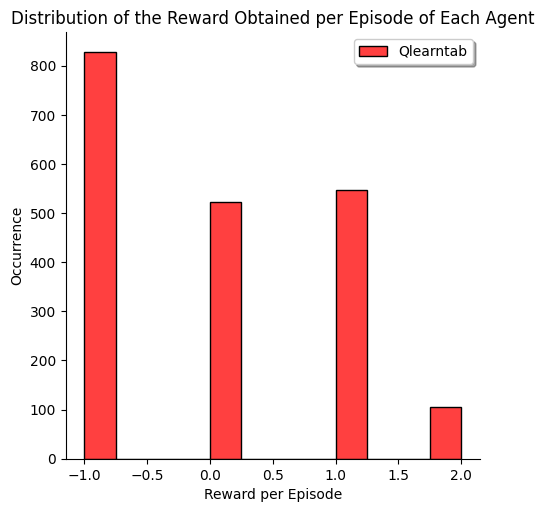 Distribution of the Reward Obtained per Episode of Each Agent
Qlearntab
800
700
600
500
400
300
200
100
0
Occurrence
−1.0 −0.5 0.0 0.5 1.0 1.5 2.0
Reward per Episode